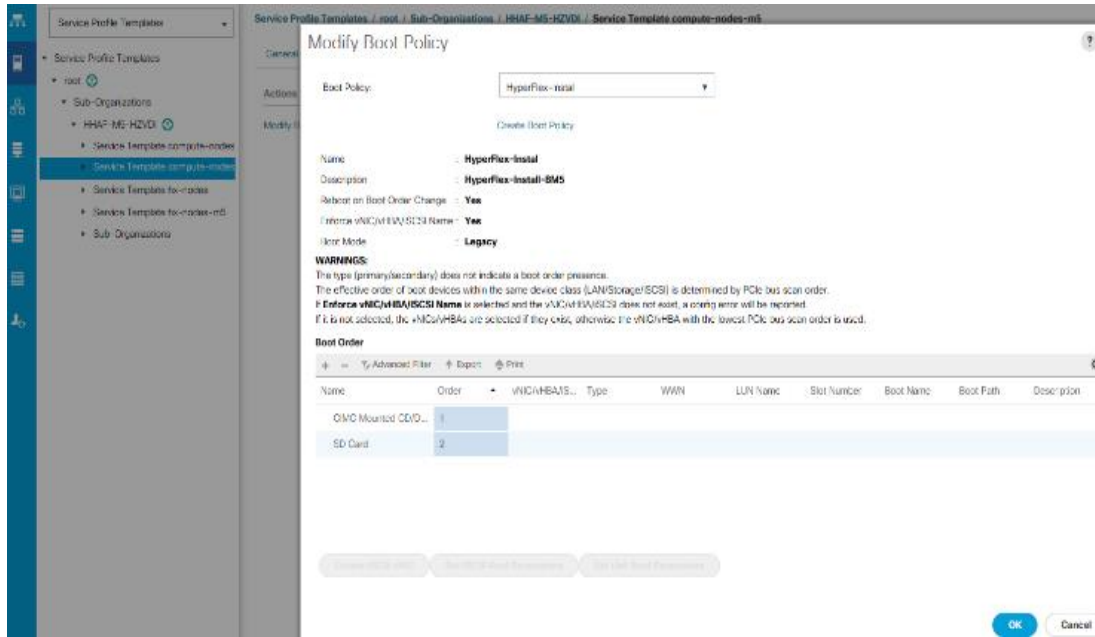 Service Profile Templates
Service Profile Templates / root / Sub-Organizations / HHAF-M5-HZVDI / Service Template compute-nodes-m5
Service Profile Templates
root
Sub-Organizations
HHAF-M5-HZVDI
Service Template compute-nodes
Service Template compute-nodes
Service Template hx-nodes
Service Template hx-nodes-m5
Sub-Organizations
General
Actions
Modify
Modify Boot Policy
?
Boot Policy:
HyperFlex-Instal
Create Boot Policy
Name : HyperFlex-Instal
Description : HyperFlex-Install-BM5
Reboot on Boot Order Change : Yes
Enforce vNIC/vHBA/iSCSI Name : Yes
Boot Mode : Legacy
WARNINGS:
The type (primary/secondary) does not indicate a boot order presence.
The effective order of boot devices within the same device class (LAN/Storage/iSCSI) is determined by PCIe bus scan order.
If Enforce vNIC/vHBA/iSCSI Name is selected and the vNIC/vHBA/iSCSI does not exist, a config error will be reported.
If it is not selected, the vNICs/vHBAs are selected if they exist, otherwise the vNIC/vHBA with the lowest PCIe bus scan order is used.
Boot Order
+ − Advanced Filter Export Print
Name Order vNIC/vHBA/iS... Type WWN LUN Name Slot Number Boot Name Boot Path Description
CIMC Mounted CD/D... 1
SD Card 2
OK Cancel